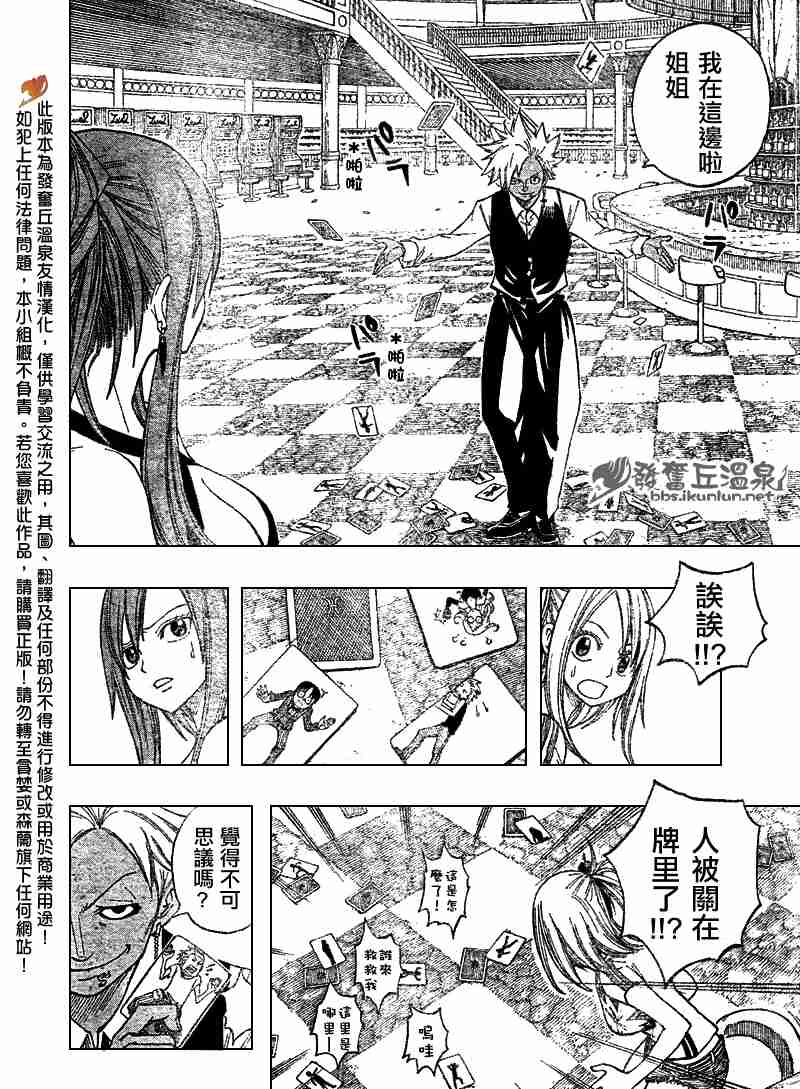 我在這邊啦
姐姐
＊啪啦
パラ
＊啪啦
パラ
パラ
發奮丘溫泉
bbs.ikunlun.net
誒誒!!?
人被關在
牌里了!!?
這是怎
麼了!
誰來
救救我
這里是
哪里—
嗚哇
覺得不可
思議嗎?
此版本為發奮丘溫泉友情漢化，僅供學習交流之用，其圖、翻譯及任何部份不得進行修改或用於商業用途！
如犯上任何法律問題，本小組概不負責。若您喜歡此作品，請購買正版！請勿轉至貪婪或森蘭旗下任何網站！